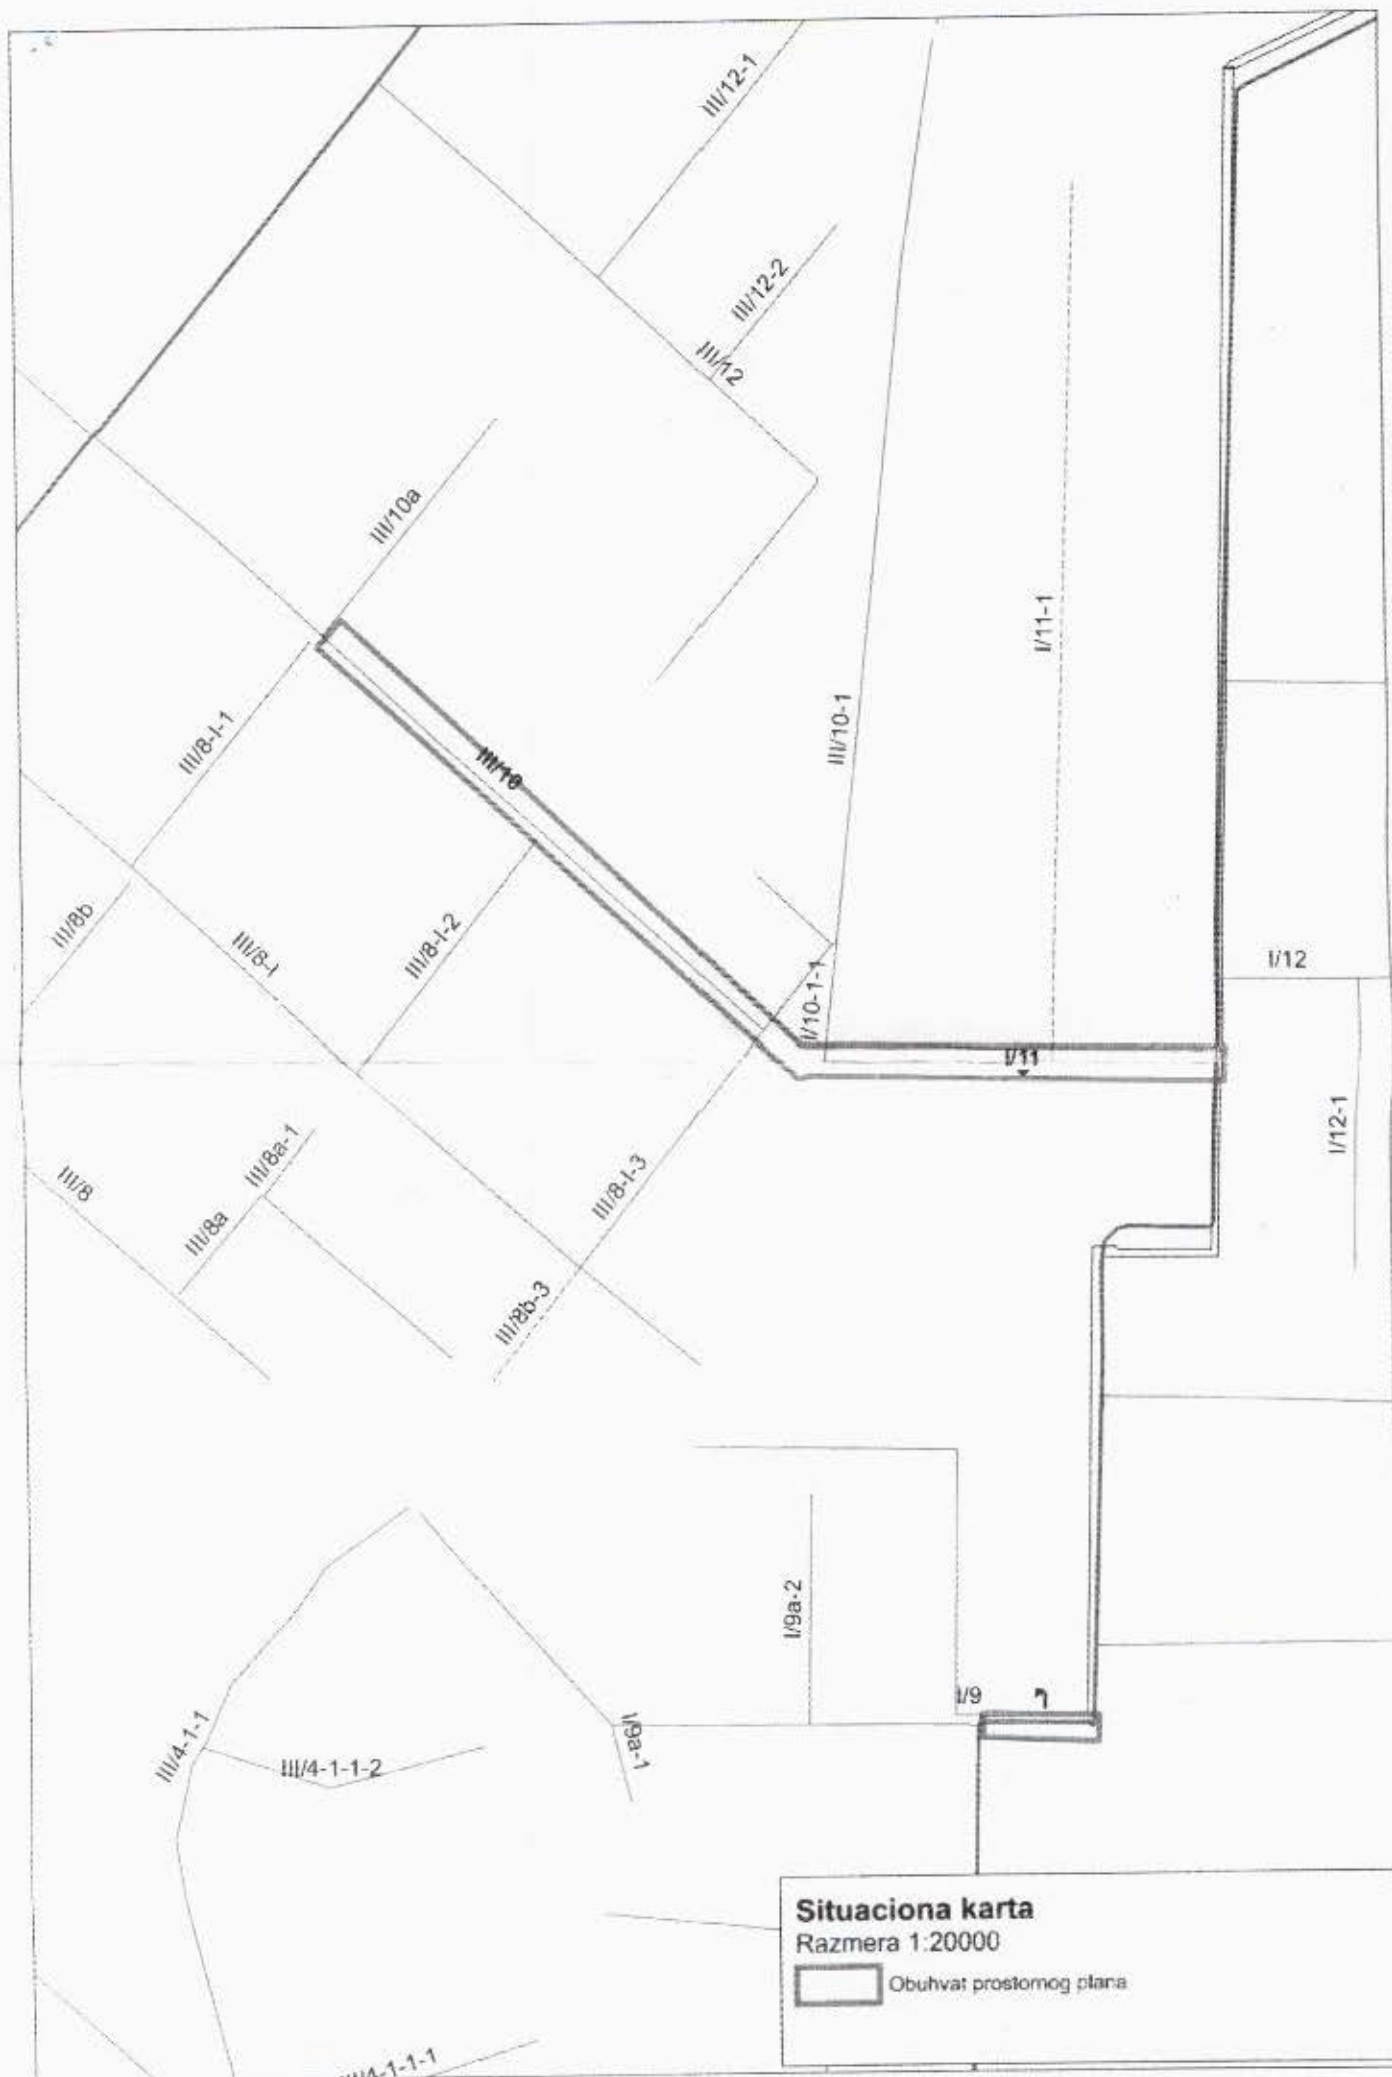 III/12-1
III/12-2
III/12
III/10a
I/11-1
III/10-1
III/8-I-1
III/10
III/8b
III/8-I
III/8-I-2
I/10-1-1
I/12
I/11
I/12-1
III/8
III/8a-1
III/8a
III/8-I-3
III/8b-3
I/9a-2
I/9
III/4-1-1
III/4-1-1-2
I/9a-1
Situaciona karta
Razmera 1:20000
Obuhvat prostornog plana
III/4-1-1-1